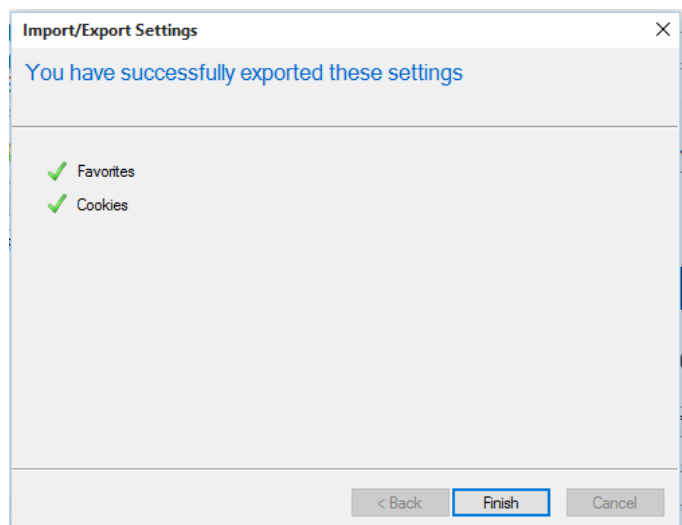 Import/Export Settings
You have successfully exported these settings
Favorites
Cookies
< Back Finish Cancel